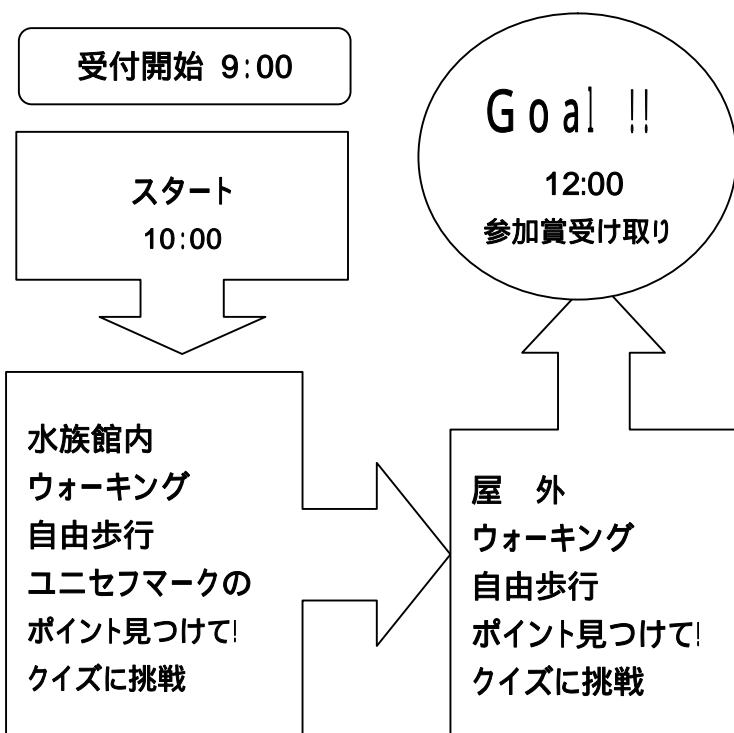 受付開始 9:00
スタート
10:00
水族館内
ウォーキング
自由歩行
ユニセフマークの
ポイント見つけて!
クイズに挑戦
屋　外
ウォーキング
自由歩行
ポイント見つけて!
クイズに挑戦
Goal !!
12:00
参加賞受け取り